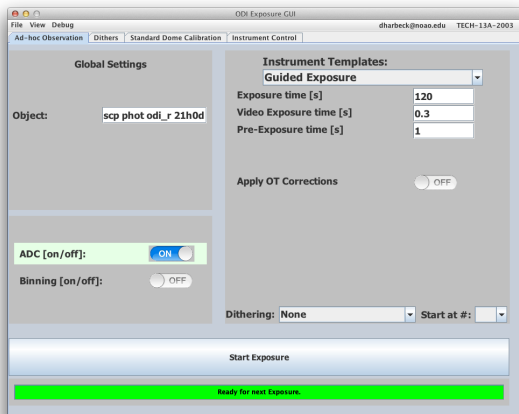 ODI Exposure GUI
File View Debug
dharbeck@noao.edu TECH-13A-2003
Ad-hoc Observation Dithers Standard Dome Calibration Instrument Control
Global Settings
Object: scp phot odi_r 21h0d
ADC [on/off]: ON
Binning [on/off]: OFF
Instrument Templates:
Guided Exposure
Exposure time [s] 120
Video Exposure time [s] 0.3
Pre-Exposure time [s] 1
Apply OT Corrections OFF
Dithering: None Start at #:
Start Exposure
Ready for next Exposure.